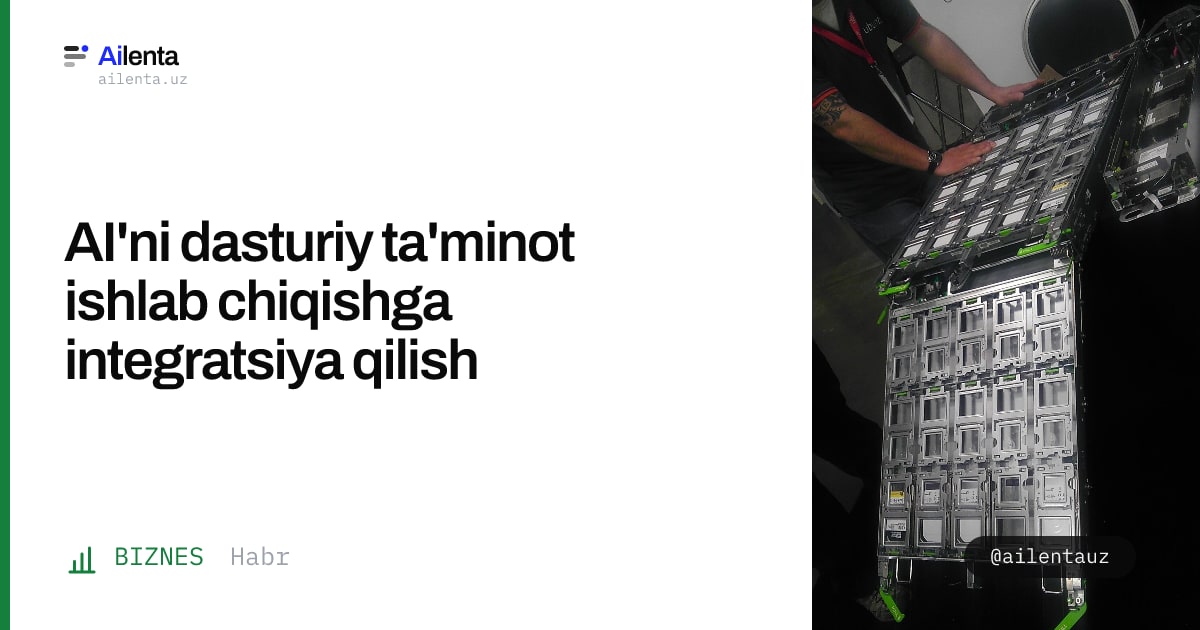 Ailenta
ailenta.uz
AI'ni dasturiy ta'minot
ishlab chiqishga
integratsiya qilish
BIZNES Habr
@ailentauz